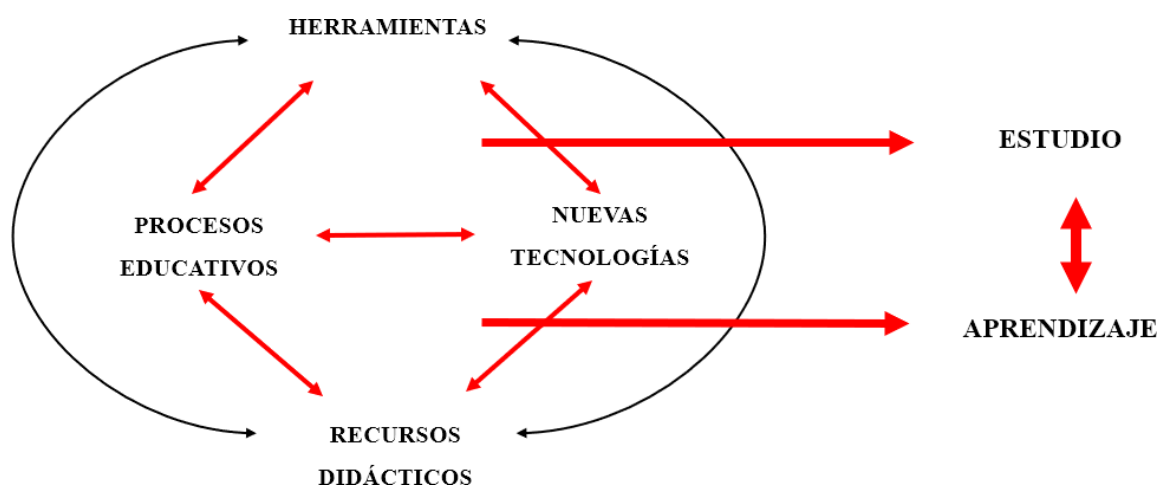 HERRAMIENTAS
ESTUDIO
PROCESOS
EDUCATIVOS
NUEVAS
TECNOLOGÍAS
APRENDIZAJE
RECURSOS
DIDÁCTICOS